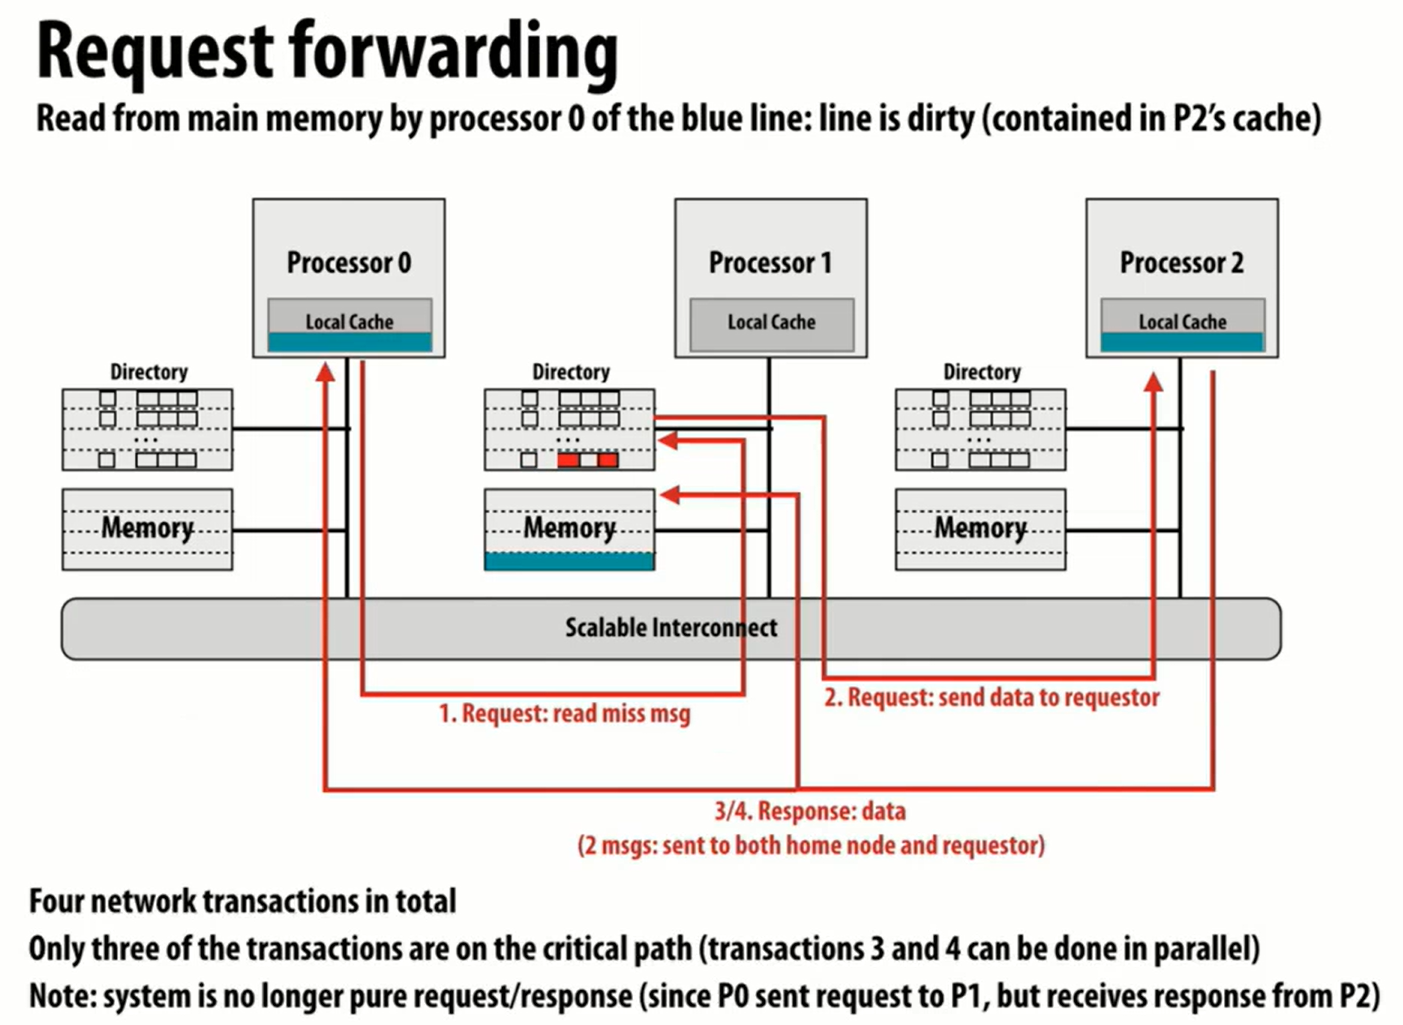 Request forwarding
Read from main memory by processor 0 of the blue line: line is dirty (contained in P2's cache)
Processor 0
Local Cache
Processor 1
Local Cache
Processor 2
Local Cache
Directory
...
Memory
Directory
...
Memory
Directory
...
Memory
Scalable Interconnect
1. Request: read miss msg
2. Request: send data to requestor
3/4. Response: data
(2 msgs: sent to both home node and requestor)
Four network transactions in total
Only three of the transactions are on the critical path (transactions 3 and 4 can be done in parallel)
Note: system is no longer pure request/response (since P0 sent request to P1, but receives response from P2)